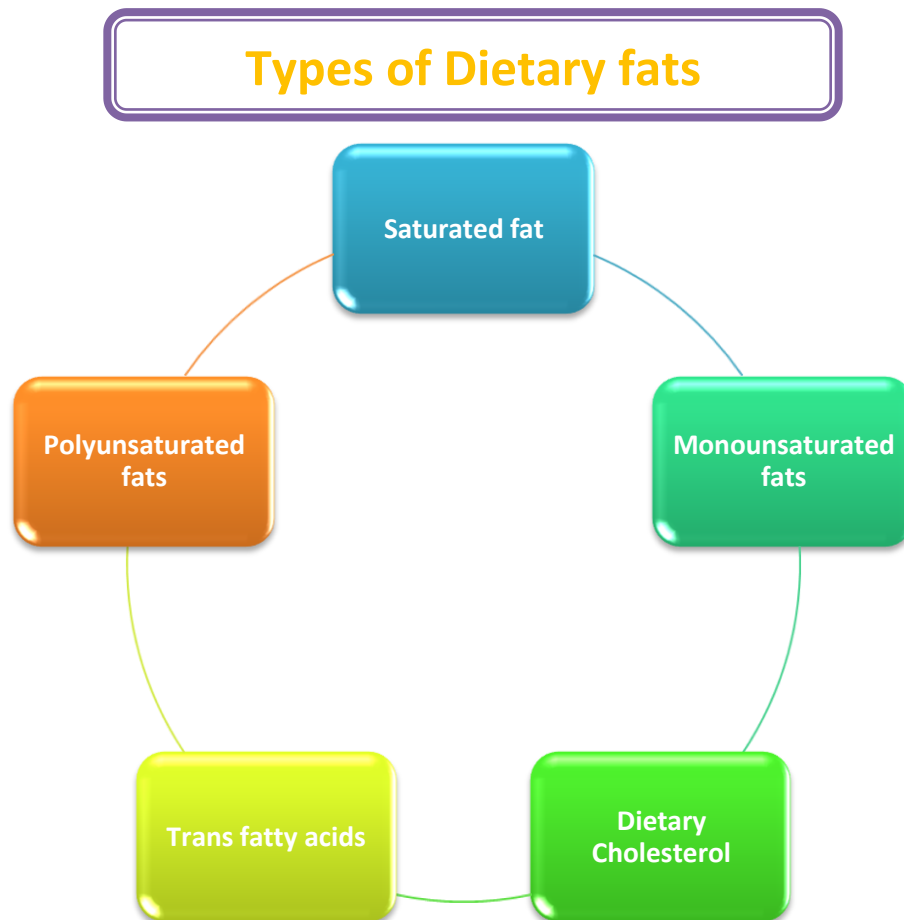 Types of Dietary fats
Saturated fat
Monounsaturated
fats
Dietary
Cholesterol
Trans fatty acids
Polyunsaturated
fats